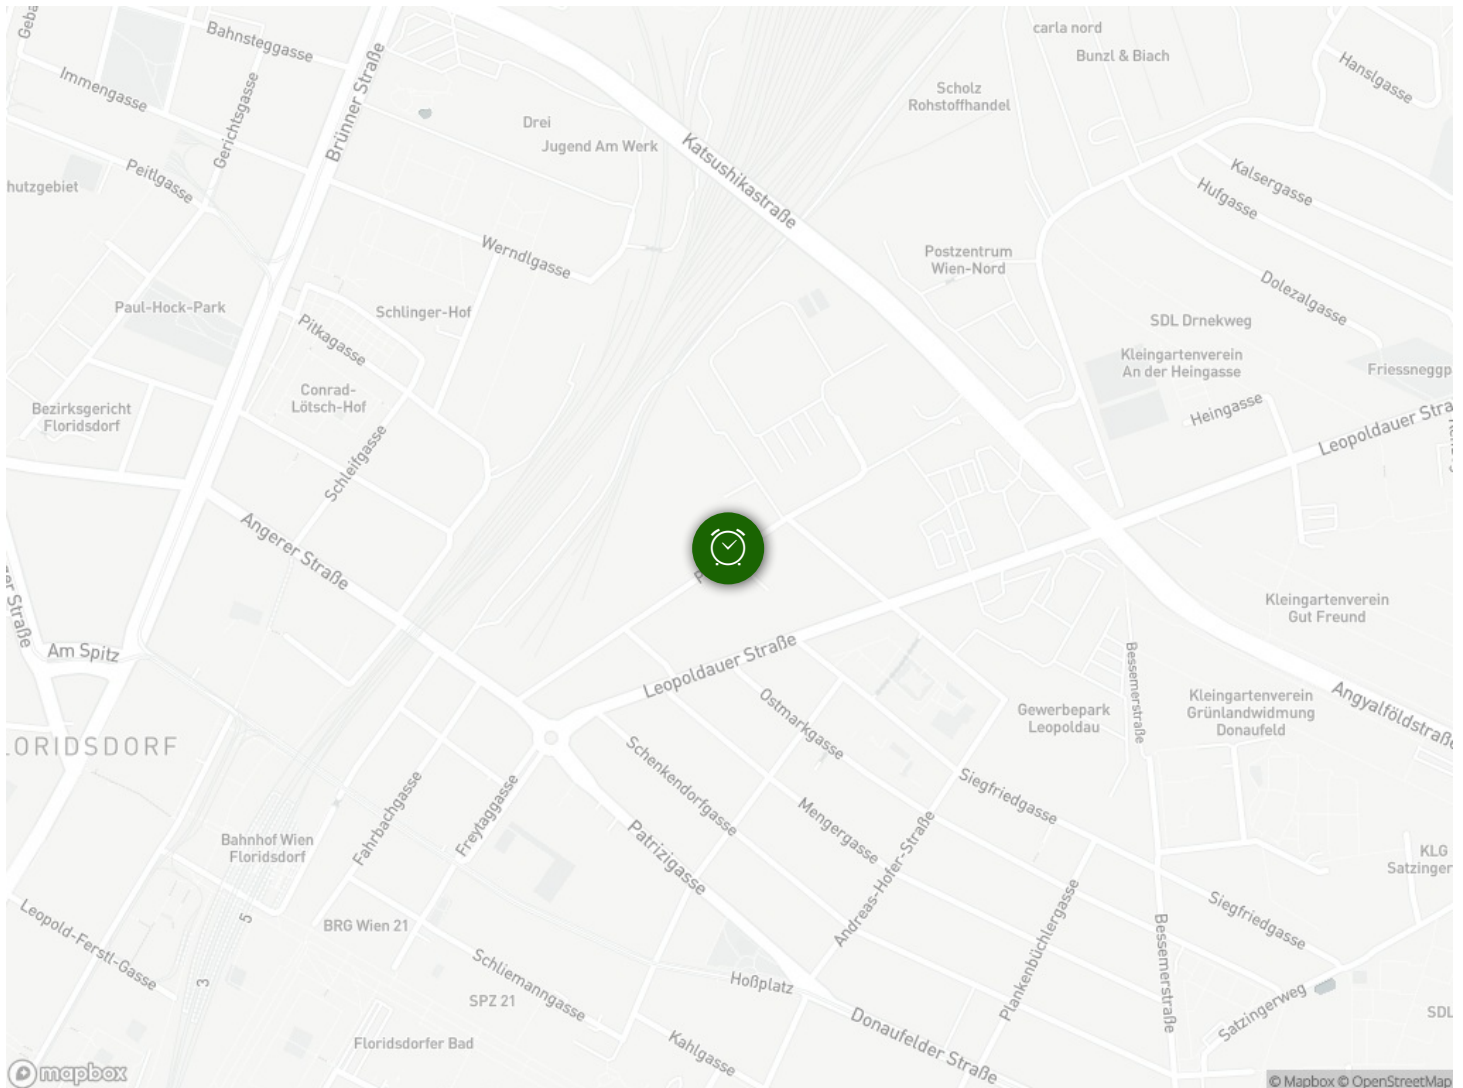 carla nord
Bunzl & Biach
Bahnsteggasse
Immengasse
Gerichtsgasse
Brünner Straße
Hanslgasse
Scholz
Rohstoffhandel
Drei
Jugend Am Werk
Katsushikastraße
Peitlgasse
hutzgebiet
Kalsergasse
Hufgasse
Werndlgasse
Postzentrum
Wien-Nord
Dolezalgasse
Paul-Hock-Park
Schlinger-Hof
Pitkagasse
SDL Drnekweg
Kleingartenverein
An der Heingasse
Friessneggp
Conrad-
Lötsch-Hof
Bezirksgericht
Floridsdorf
Heingasse
Leopoldauer Stra
Schleifgasse
Angerer Straße
er Straße
Am Spitz
Kleingartenverein
Gut Freund
Leopoldauer Straße
Bessemerstraße
Ostmarkgasse
Gewerbepark
Leopoldau
Kleingartenverein
Grünlandwidmung
Donaufeld
Angyalföldstraße
LORIDSDORF
Schenkendorfgasse
Siegfriedgasse
Mengergasse
Fahrbachgasse
Freytaggasse
Patrizigasse
Andreas-Hofer-Straße
Bahnhof Wien
Floridsdorf
KLG
Satzinger
Plankenbüchlergasse
Siegfriedgasse
Leopold-Ferstl-Gasse
5
BRG Wien 21
Bessemerstraße
3
Schliemanngasse
Hoßplatz
SPZ 21
Satzingerweg
SDL
Floridsdorfer Bad
Kahlgasse
Donaufelder Straße
mapbox
© Mapbox © OpenStreetMap